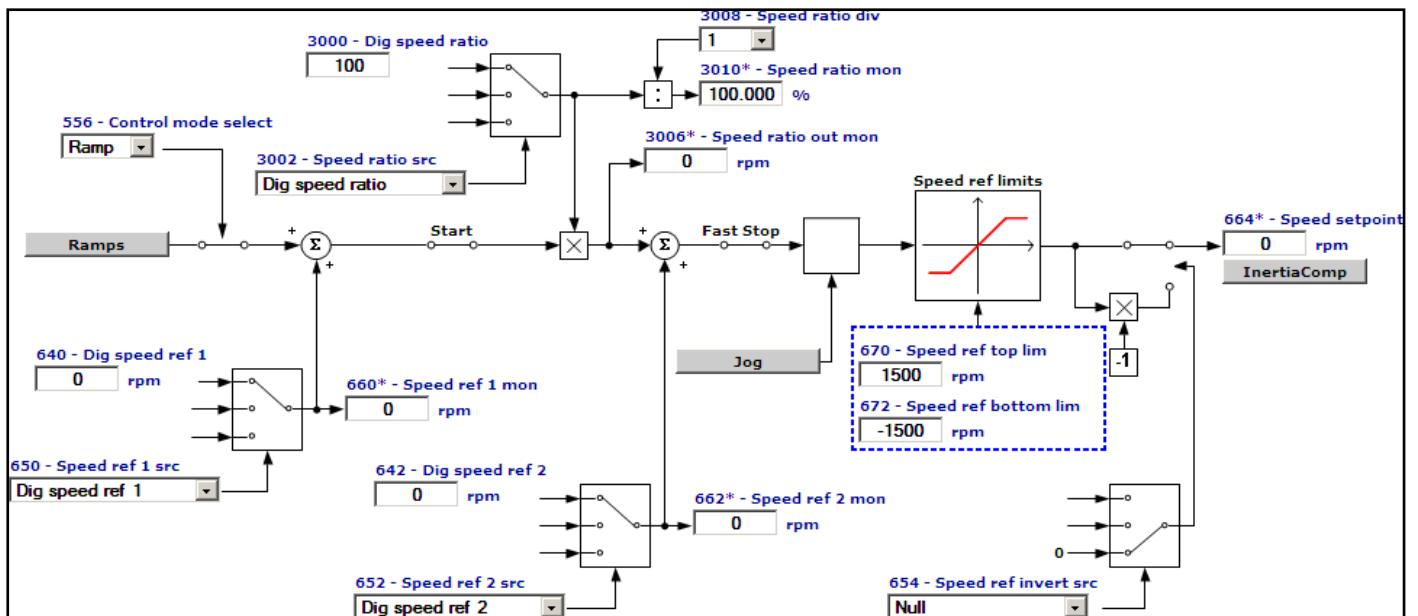 3008 - Speed ratio div
1
3000 - Dig speed ratio
100
3010* - Speed ratio mon
:
100.000 %
556 - Control mode select
Ramp
3006* - Speed ratio out mon
0 rpm
3002 - Speed ratio src
Dig speed ratio
Speed ref limits
664* - Speed setpoint
0 rpm
InertiaComp
Ramps
+
Σ
+
Start
×
+
Σ
+
Fast Stop
×
-1
640 - Dig speed ref 1
0 rpm
Jog
670 - Speed ref top lim
1500 rpm
672 - Speed ref bottom lim
-1500 rpm
660* - Speed ref 1 mon
0 rpm
650 - Speed ref 1 src
Dig speed ref 1
642 - Dig speed ref 2
0 rpm
662* - Speed ref 2 mon
0 rpm
0
652 - Speed ref 2 src
Dig speed ref 2
654 - Speed ref invert src
Null